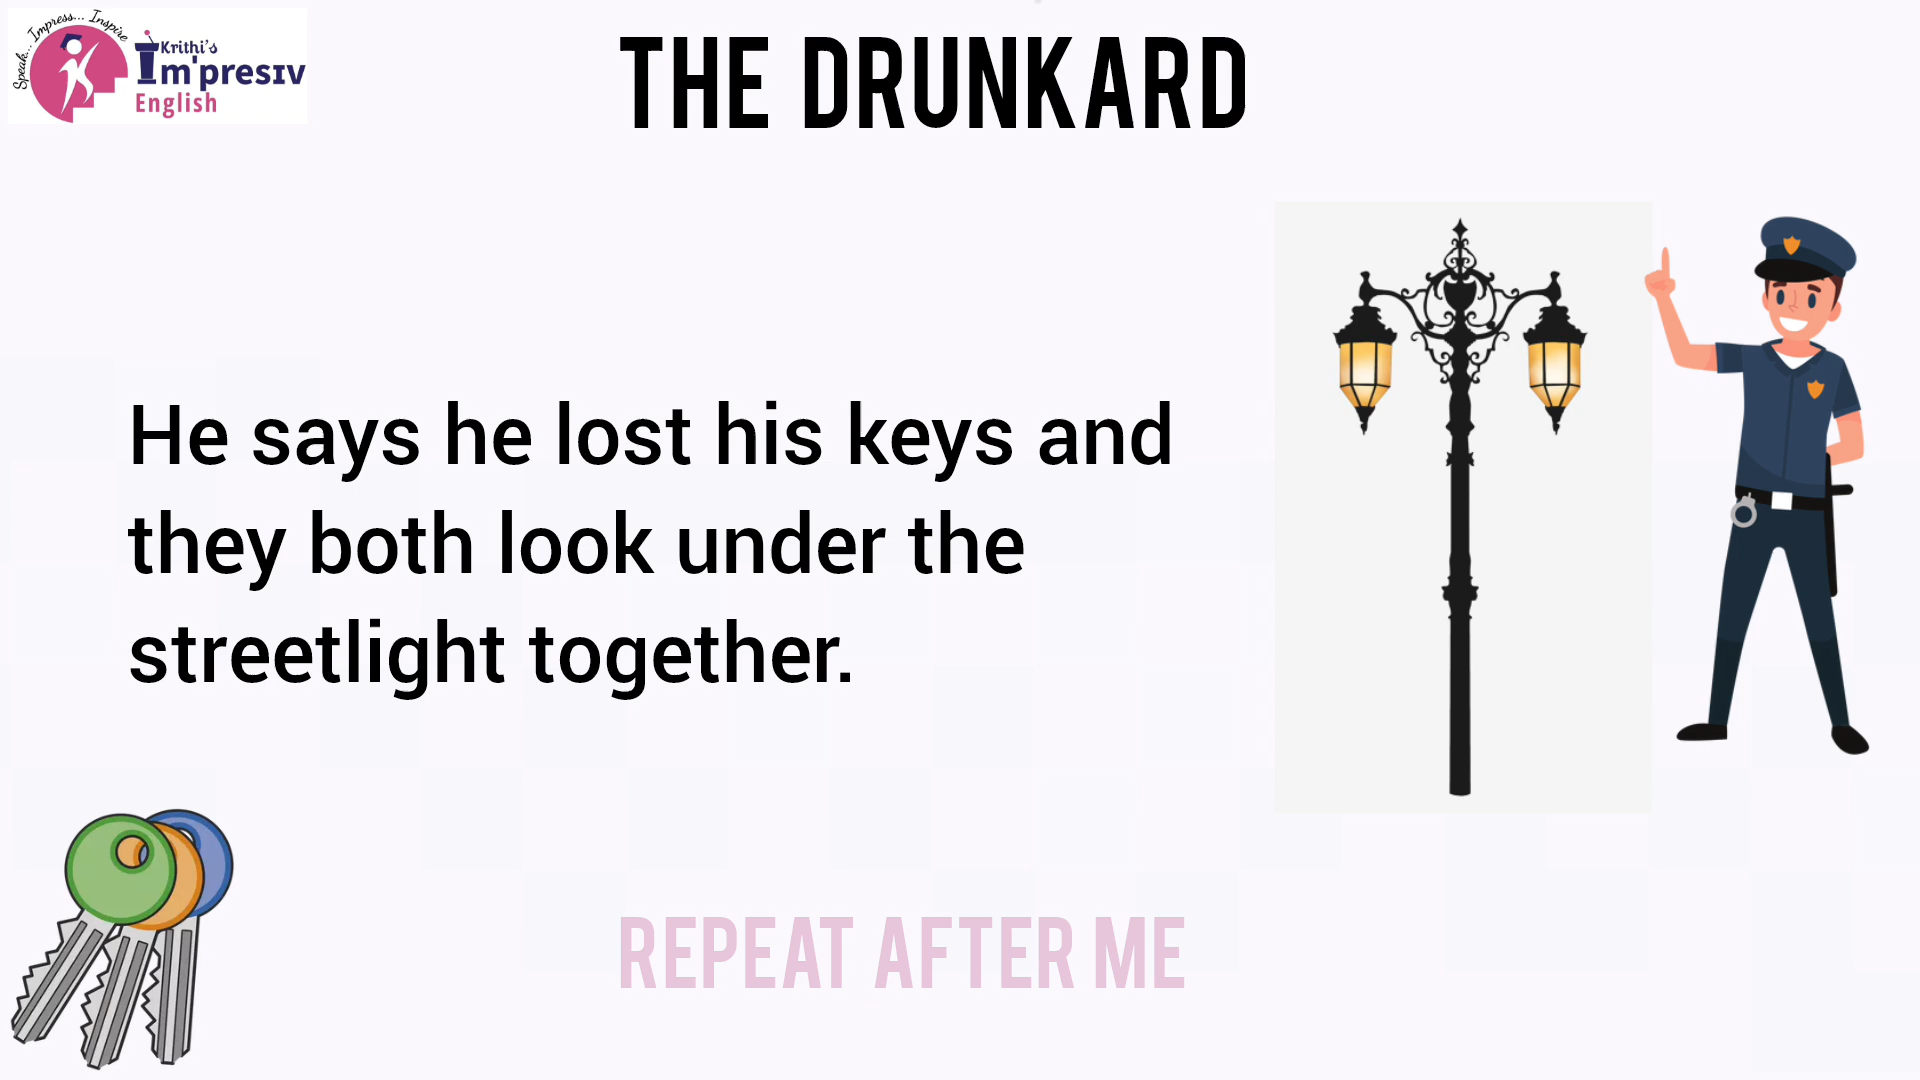 Speak... Impress... Inspire
Krithi's
Im'presiv
English
THE DRUNKARD
He says he lost his keys and
they both look under the
streetlight together.
REPEAT AFTER ME